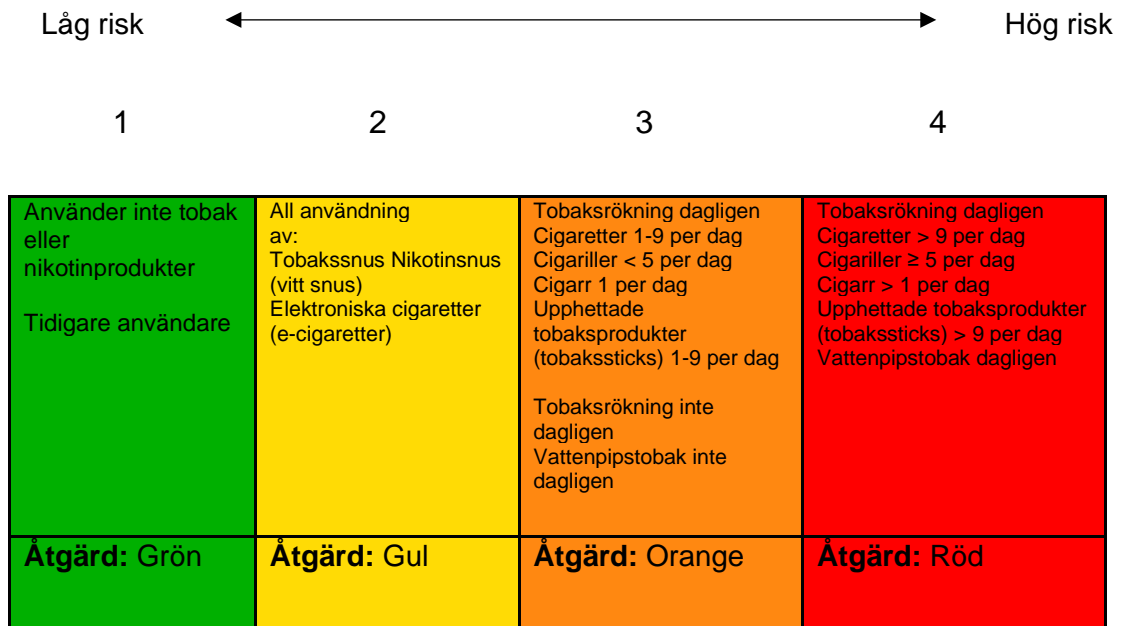 Låg risk
Hög risk
1
2
3
4
Använder inte tobak
eller
nikotinprodukter
Tidigare användare
All användning
av:
Tobakssnus Nikotinsnus
(vitt snus)
Elektroniska cigaretter
(e-cigaretter)
Tobaksrökning dagligen
Cigaretter 1-9 per dag
Cigariller < 5 per dag
Cigarr 1 per dag
Upphettade
tobaksprodukter
(tobakssticks) 1-9 per dag
Tobaksrökning inte
dagligen
Vattenpipstobak inte
dagligen
Tobaksrökning dagligen
Cigaretter > 9 per dag
Cigariller ≥ 5 per dag
Cigarr > 1 per dag
Upphettade tobaksprodukter
(tobakssticks) > 9 per dag
Vattenpipstobak dagligen
Åtgärd: Grön
Åtgärd: Gul
Åtgärd: Orange
Åtgärd: Röd